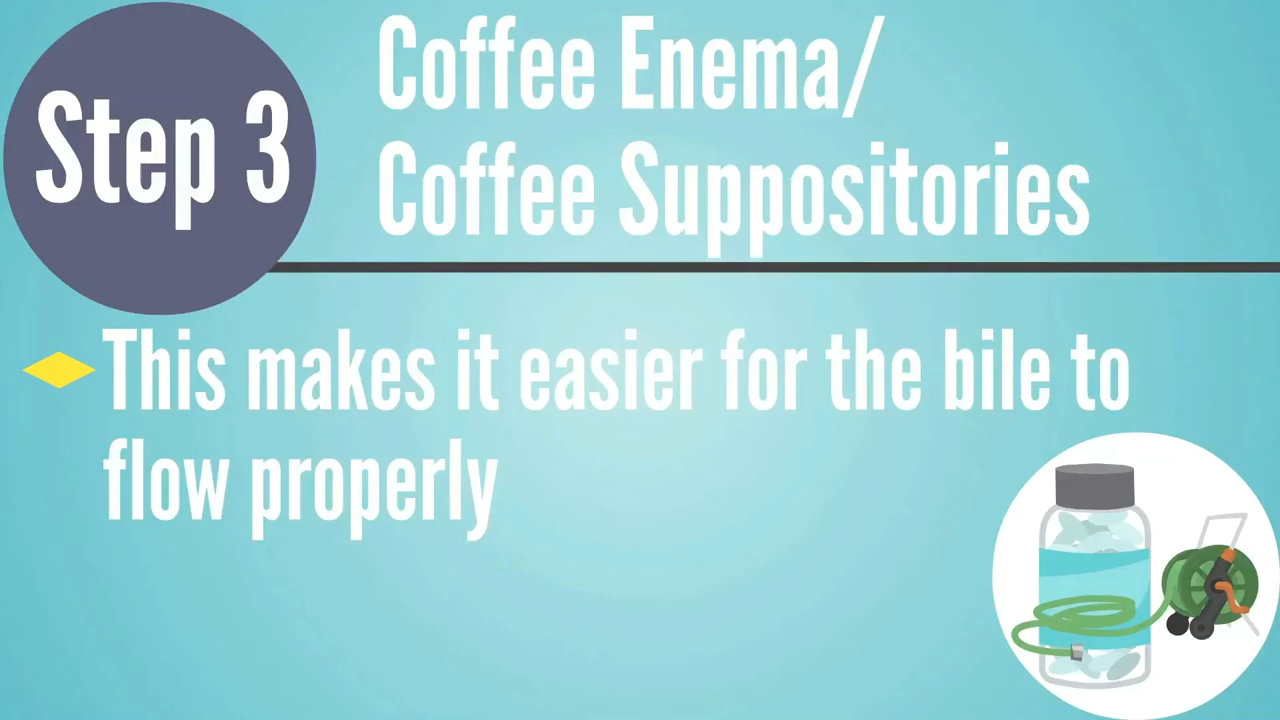 Step 3
Coffee Enema/
Coffee Suppositories
This makes it easier for the bile to
flow properly